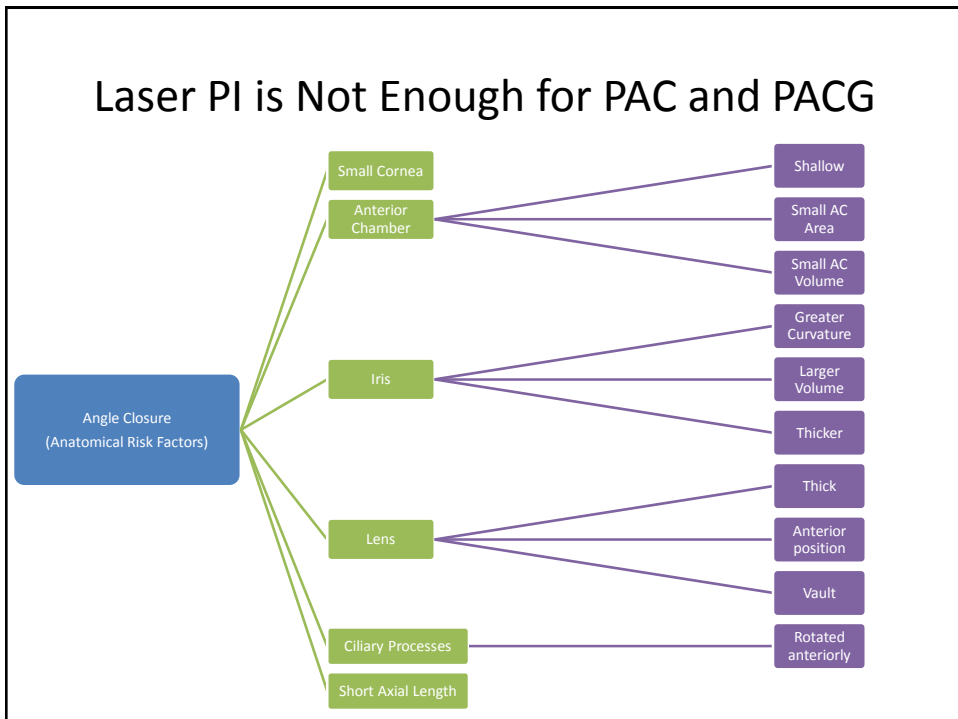 Laser PI is Not Enough for PAC and PACG
Angle Closure
(Anatomical Risk Factors)
Small Cornea
Anterior
Chamber
Shallow
Small AC
Area
Small AC
Volume
Iris
Greater
Curvature
Larger
Volume
Thicker
Lens
Thick
Anterior
position
Vault
Ciliary Processes
Rotated
anteriorly
Short Axial Length